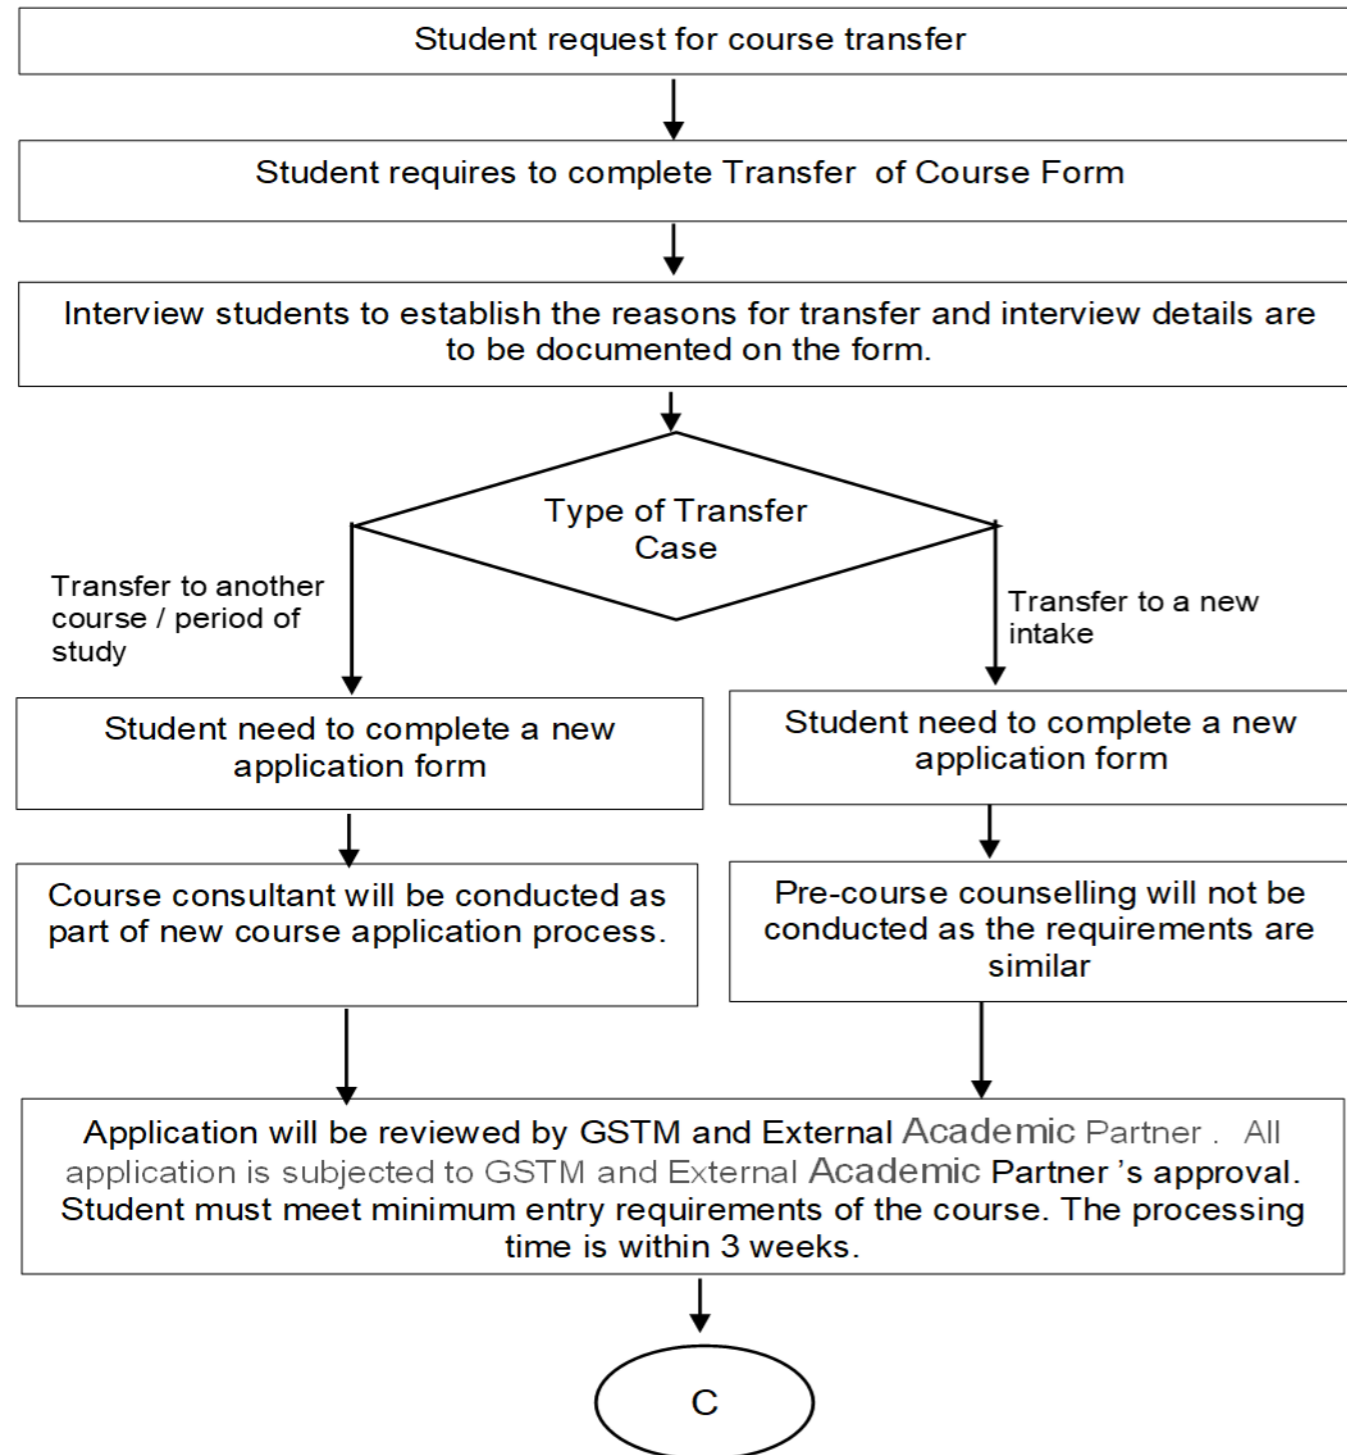 Student request for course transfer
Student requires to complete Transfer of Course Form
Interview students to establish the reasons for transfer and interview details are
to be documented on the form.
Type of Transfer
Case
Transfer to another
course / period of
study
Transfer to a new
intake
Student need to complete a new
application form
Student need to complete a new
application form
Course consultant will be conducted as
part of new course application process.
Pre-course counselling will not be
conducted as the requirements are
similar
Application will be reviewed by GSTM and External Academic Partner . All
application is subjected to GSTM and External Academic Partner 's approval.
Student must meet minimum entry requirements of the course. The processing
time is within 3 weeks.
C